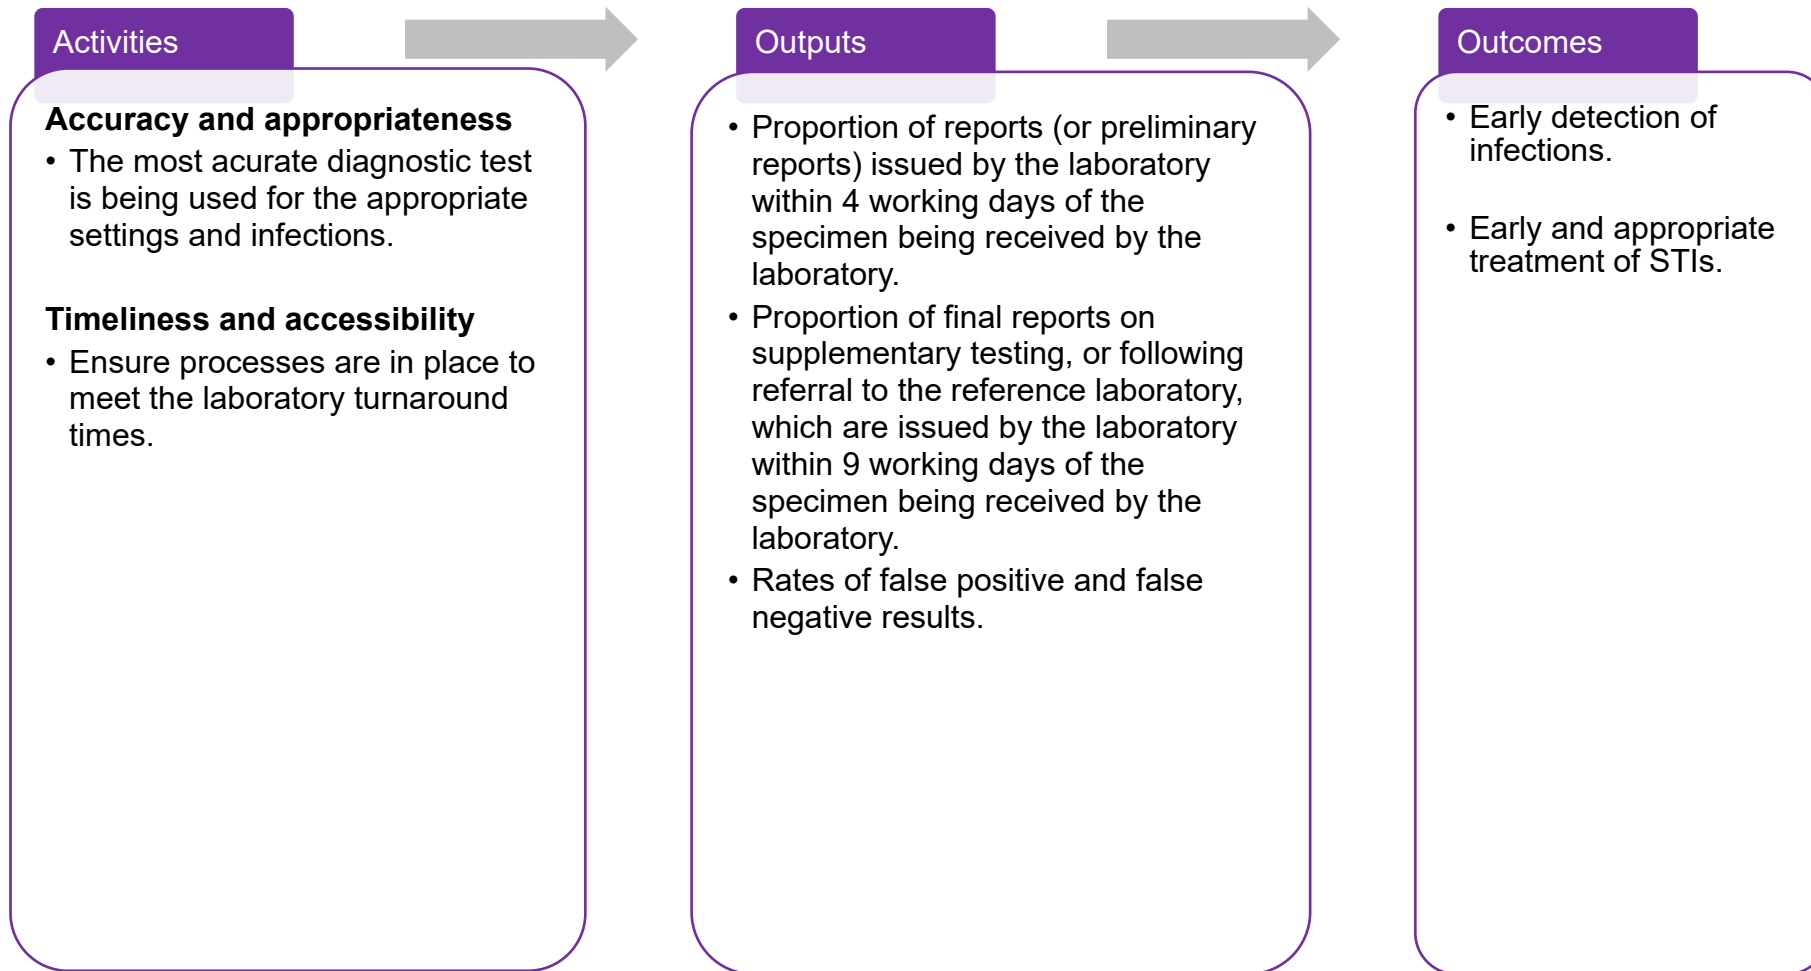 Activities
Accuracy and appropriateness
• The most acurate diagnostic test
is being used for the appropriate
settings and infections.
Timeliness and accessibility
• Ensure processes are in place to
meet the laboratory turnaround
times.
Outputs
• Proportion of reports (or preliminary
reports) issued by the laboratory
within 4 working days of the
specimen being received by the
laboratory.
• Proportion of final reports on
supplementary testing, or following
referral to the reference laboratory,
which are issued by the laboratory
within 9 working days of the
specimen being received by the
laboratory.
• Rates of false positive and false
negative results.
Outcomes
• Early detection of
infections.
• Early and appropriate
treatment of STIs.